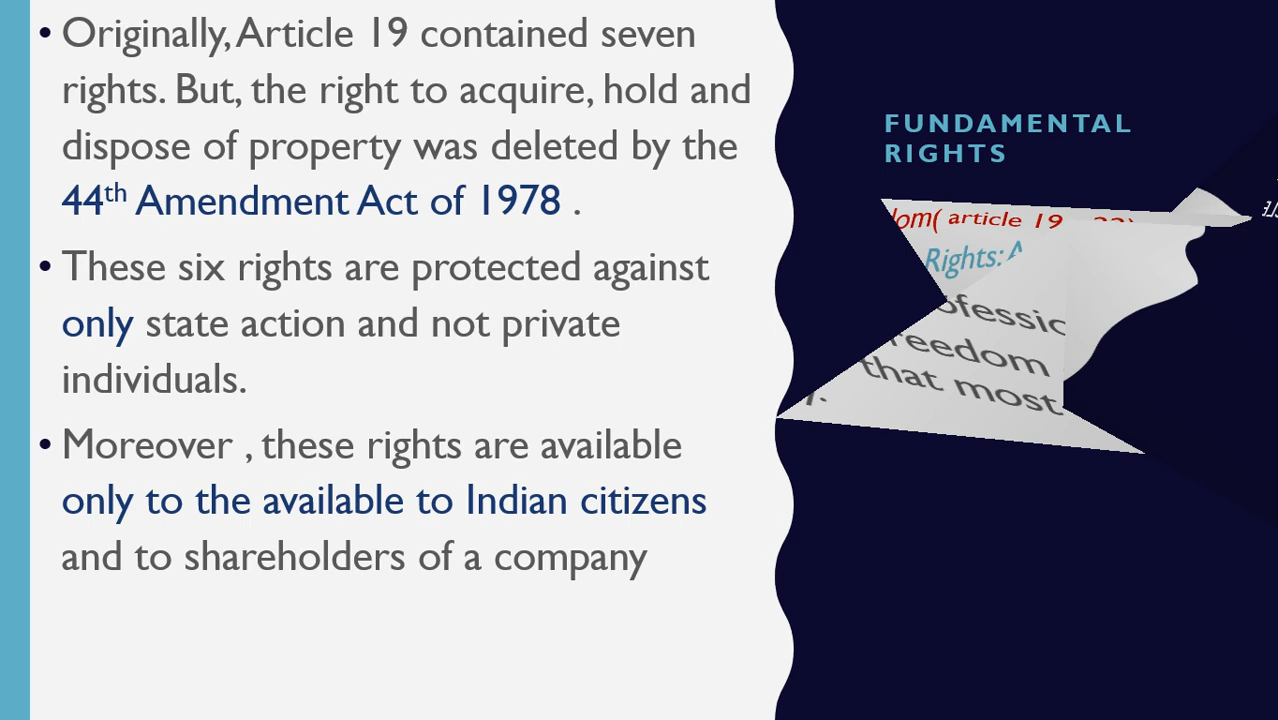 • Originally, Article 19 contained seven
rights. But, the right to acquire, hold and
dispose of property was deleted by the
44th Amendment Act of 1978 .
• These six rights are protected against
only state action and not private
individuals.
• Moreover , these rights are available
only to the available to Indian citizens
and to shareholders of a company
FUNDAMENTAL
RIGHTS
article 19
Rights:
reedom
that most